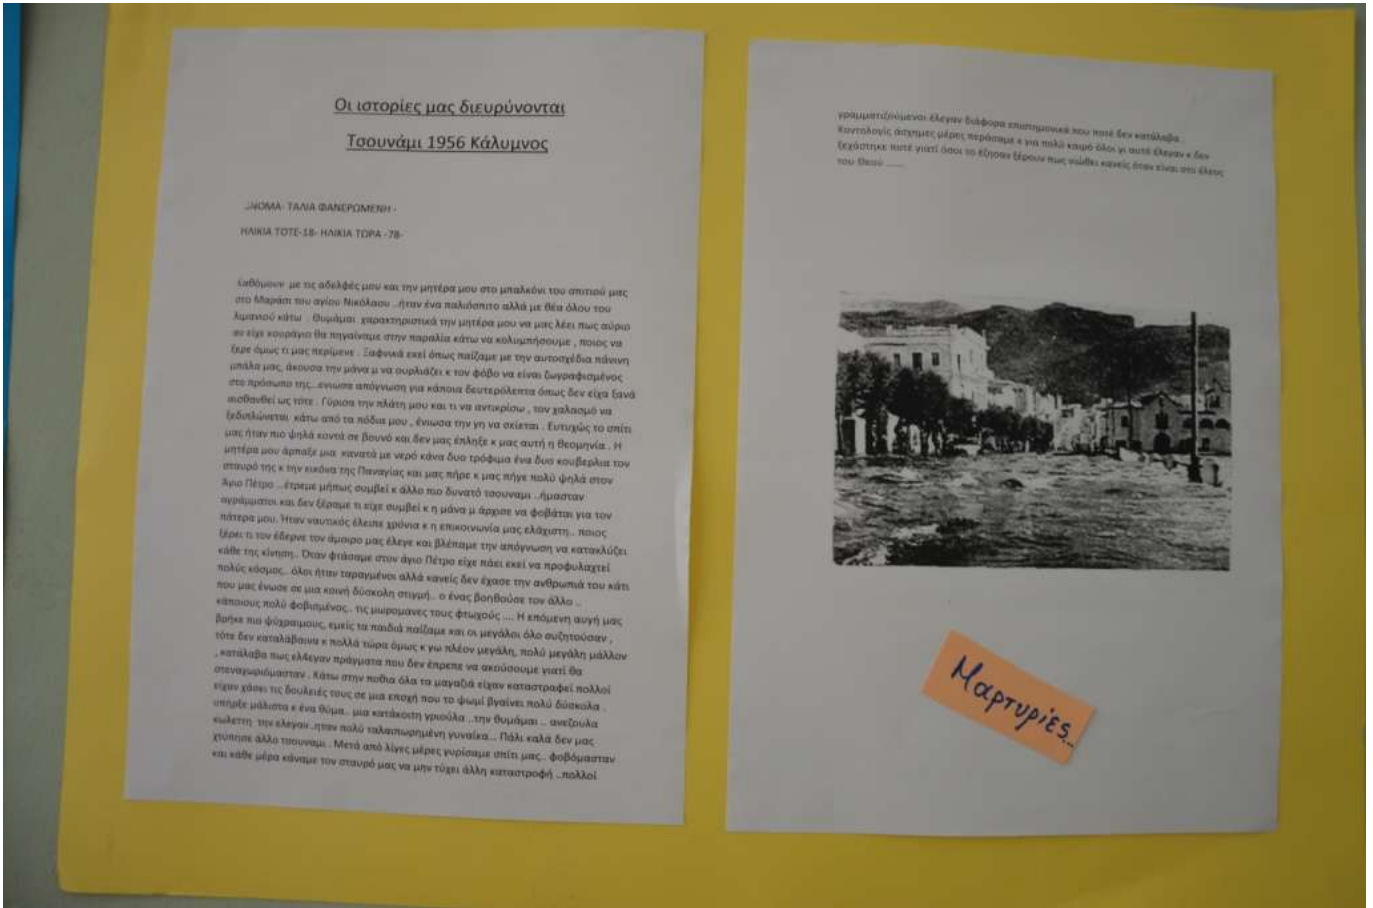 Οι ιστορίες μας διευρύνονται
Τσουνάμι 1956 Κάλυμνος
ΟΝΟΜΑ- ΤΑΛΙΑ ΦΑΝΕΡΩΜΕΝΗ -
ΗΛΙΚΙΑ ΤΟΤΕ-18- ΗΛΙΚΙΑ ΤΩΡΑ -78-
με τις αδελφές μου και την μητέρα μου στο μπαλκόνι του σπιτιού μας
στο Μαράσι του αγίου Νικόλαου ..ήταν ένα παλιόσπιτο αλλά με θέα όλου του
λιμανιού κάτω . Θυμάμαι χαρακτηριστικά την μητέρα μου να μας λέει πως αύριο
αν είχε κουράγιο θα πηγαίναμε στην παραλία κάτω να κολυμπήσουμε , ποιος να
ξερε όμως τι μας περίμενε . Ξαφνικά εκεί όπως παίζαμε με την αυτοσχέδια πάνινη
μπάλα μας, άκουσα την μάνα μ να ουρλιάζει κ τον φόβο να είναι ζωγραφισμένος
στο πρόσωπο της..ενιωσα απόγνωση για κάποια δευτερόλεπτα όπως δεν είχα ξανά
αισθανθεί ως τότε . Γύρισα την πλάτη μου και τι να αντικρίσω , τον χαλασμό να
ξεδιπλώνεται κάτω από τα πόδια μου , ένιωσα την γη να σκίεται . Ευτυχώς το σπίτι
μας ήταν πιο ψηλά κοντά σε βουνό και δεν μας έπληξε κ μας αυτή η θεομηνία . Η
μητέρα μου άρπαξε μια κανατά με νερό κάνα δυο τρόφιμα ένα δυο κουβερλια τον
σταυρό της κ την εικόνα της Παναγίας και μας πήρε κ μας πήγε πολύ ψηλά στον
Άγιο Πέτρο ..έτρεμε μήπως συμβεί κ άλλο πιο δυνατό τσουναμι ..ήμασταν
αγράμματοι και δεν ξέραμε τι είχε συμβεί κ η μάνα μ άρχισε να φοβάται για τον
πάτερα μου. Ήταν ναυτικός έλειπε χρόνια κ η επικοινωνία μας ελάχιστη.. ποιος
ξέρει τι τον έδερνε τον άμοιρο μας έλεγε και βλέπαμε την απόγνωση να κατακλύζει
κάθε της κίνηση.. Όταν φτάσαμε στον άγιο Πέτρο είχε πάει εκεί να προφυλαχτεί
πολύς κόσμος.. όλοι ήταν ταραγμένοι αλλά κανείς δεν έχασε την ανθρωπιά του κάτι
που μας ένωσε σε μια κοινή δύσκολη στιγμή.. ο ένας βοηθούσε τον άλλο ..
κάποιους πολύ φοβισμένος.. τις μωρομανες τους φτωχούς .... Η επόμενη αυγή μας
βρήκε πιο ψύχραιμους, εμείς τα παιδιά παίζαμε και οι μεγάλοι όλο συζητούσαν ,
τότε δεν καταλάβαινα κ πολλά τώρα όμως κ γω πλέον μεγάλη, πολύ μεγάλη μάλλον
, κατάλαβα πως ελ4εγαν πράγματα που δεν έπρεπε να ακούσουμε γιατί θα
στεναχωριόμασταν . Κάτω στην ποθια όλα τα μαγαζιά είχαν καταστραφεί πολλοί
είχαν χάσει τις δουλειές τους σε μια εποχή που το ψωμί βγαίνει πολύ δύσκολα .
υπήρξε μάλιστα κ ένα θύμα.. μια κατάκοιτη γριούλα ..την θυμάμαι .. ανεζουλα
κωλεττη την ελεγαν ..ηταν πολύ ταλαιπωρημένη γυναίκα... Πάλι καλά δεν μας
χτύπησε άλλο τσουναμι . Μετά από λίγες μέρες γυρίσαμε σπίτι μας.. φοβόμασταν
και κάθε μέρα κάναμε τον σταυρό μας να μην τύχει άλλη καταστροφή ..πολλοί
γραμματιζούμενοι έλεγαν διάφορα επιστημονικά που ποτέ δεν κατάλαβα .
Κοντολογίς άσχημες μέρες περάσαμε κ για πολύ καιρό όλοι γι αυτό έλεγαν κ δεν
ξεχάστηκε ποτέ γιατί όσοι το έζησαν ξέρουν πως νιώθει κανείς όταν είναι στο έλεος
του Θεού .......
Μαρτυρίες...